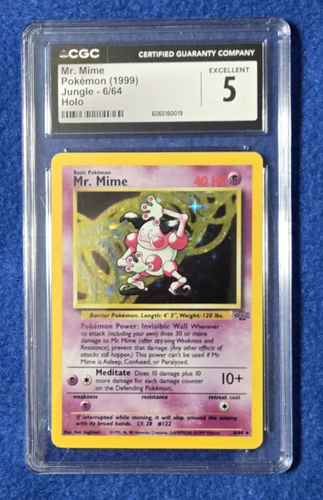 CGC
CERTIFIED GUARANTY COMPANY
Mr. Mime
Pokémon (1999)
Jungle - 6/64
Holo
6065160019
EXCELLENT
5
Basic Pokémon
Mr. Mime
40 HP
Barrier Pokémon. Length: 4' 3", Weight: 120 lbs.
Pokémon Power: Invisible Wall Whenever
an attack (including your own) does 30 or more
damage to Mr. Mime (after applying Weakness and
Resistance), prevent that damage. (Any other effects of
attacks still happen.) This power can't be used if Mr.
Mime is Asleep, Confused, or Paralyzed.
Meditate Does 10 damage plus 10
more damage for each damage counter
on the Defending Pokémon.
10+
weakness
resistance
retreat cost
If interrupted while miming, it will slap around the enemy
with its broad hands. LV. 28 #122
6/64